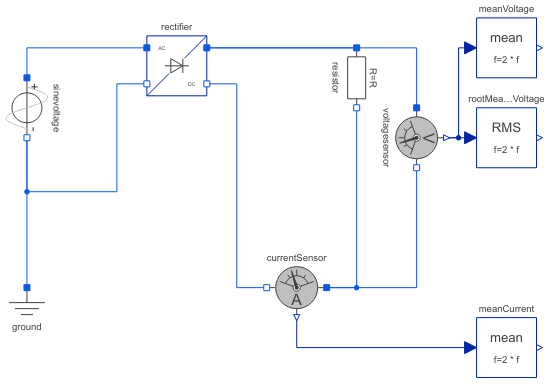 meanVoltage
mean
f=2 * f
rectifier
AC
DC
R=R
resistor
rootMea...Voltage
RMS
f=2 * f
sinevoltage
+
-
voltagesensor
V
currentSensor
A
ground
meanCurrent
mean
f=2 * f